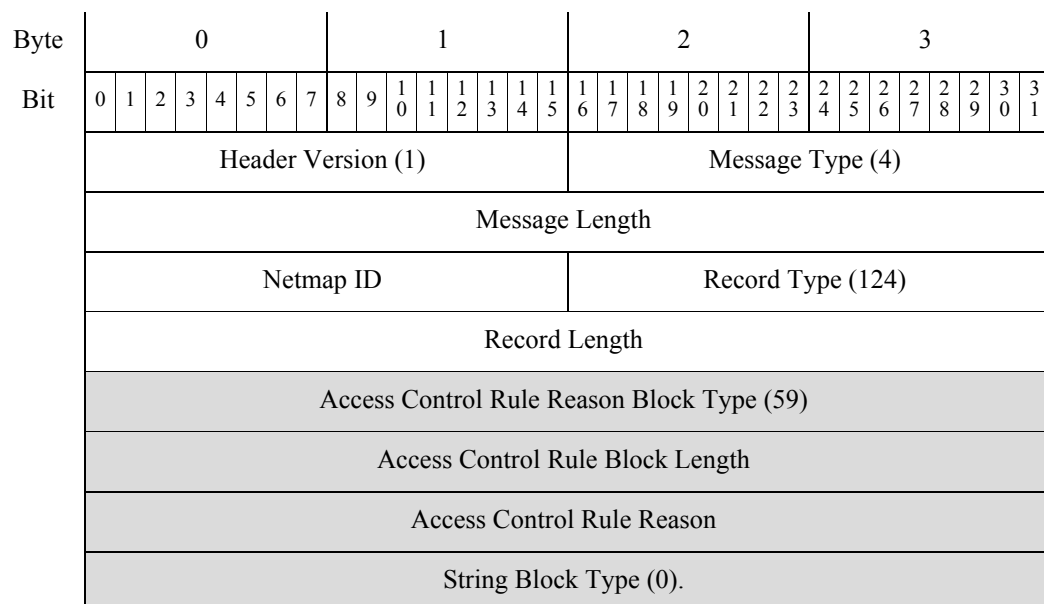 Byte 0 1 2 3
Bit 0 1 2 3 4 5 6 7 8 9 10 11 12 13 14 15 16 17 18 19 20 21 22 23 24 25 26 27 28 29 30 31
Header Version (1) Message Type (4)
Message Length
Netmap ID Record Type (124)
Record Length
Access Control Rule Reason Block Type (59)
Access Control Rule Block Length
Access Control Rule Reason
String Block Type (0).